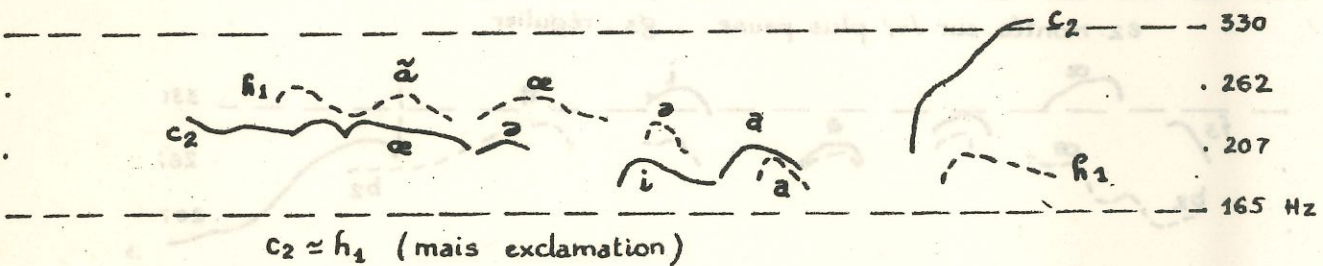 c₂ 330
h₁ ã œ 262
c₂ œ ə ə ã 207
i a h₁
165 Hz
c₂ ≃ h₁ (mais exclamation)